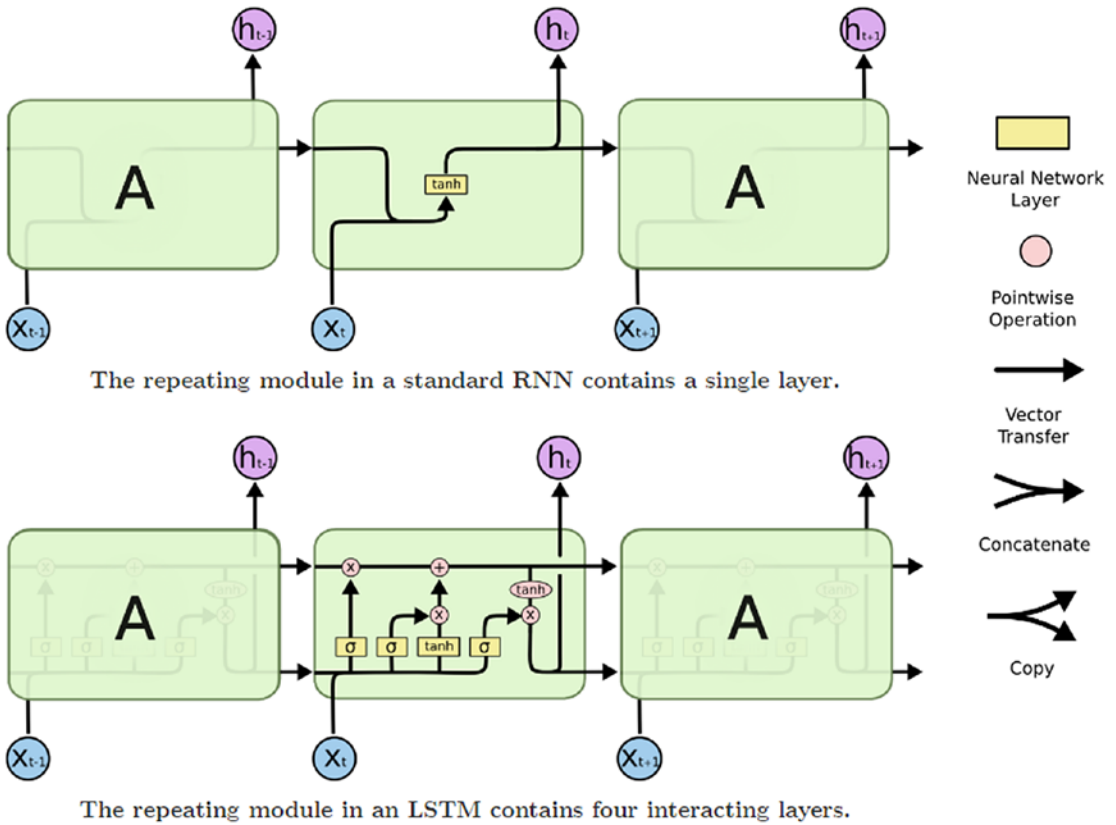 ht-1 ht ht+1
A A
tanh
xt-1 xt xt+1
The repeating module in a standard RNN contains a single layer.
ht-1 ht ht+1
x + x x +
tanh tanh tanh
A x x x A x
σ σ tanh σ
xt-1 xt xt+1
The repeating module in an LSTM contains four interacting layers.
Neural Network
Layer
Pointwise
Operation
Vector
Transfer
Concatenate
Copy